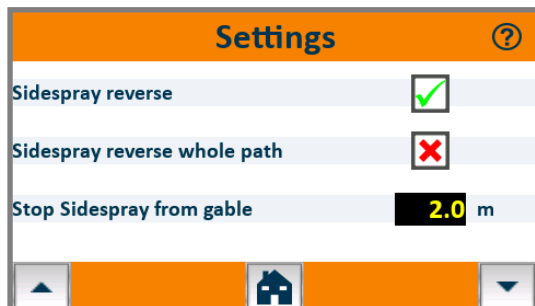 Settings
?
Sidespray reverse
Sidespray reverse whole path
Stop Sidespray from gable 2.0 m